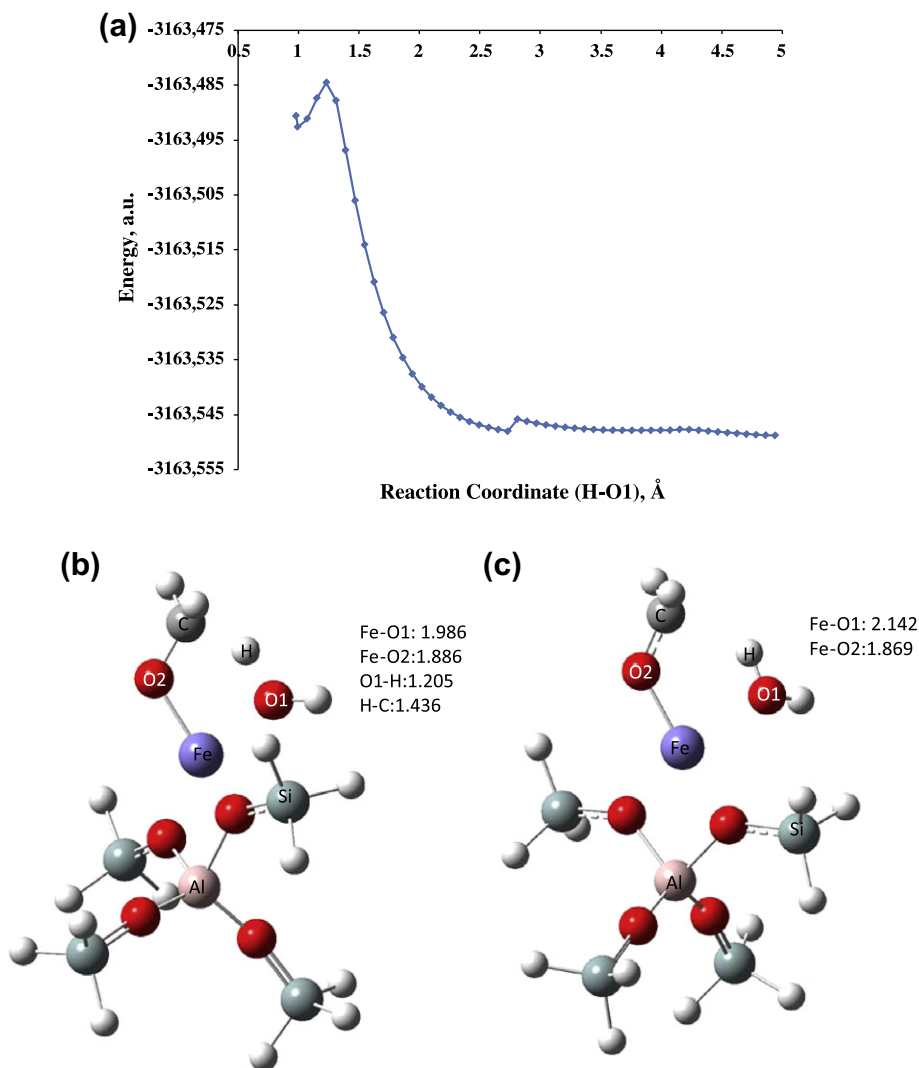 (a)
-3163,475
0.5 1 1.5 2 2.5 3 3.5 4 4.5 5
-3163,485
-3163,495
-3163,505
-3163,515
-3163,525
-3163,535
-3163,545
-3163,555
Energy, a.u.
Reaction Coordinate (H-O1), Å
(b)
C
H
O2
O1
Fe
Si
Al
Fe-O1: 1.986
Fe-O2:1.886
O1-H:1.205
H-C:1.436
(c)
C
H
O2
O1
Fe
Si
Al
Fe-O1: 2.142
Fe-O2:1.869